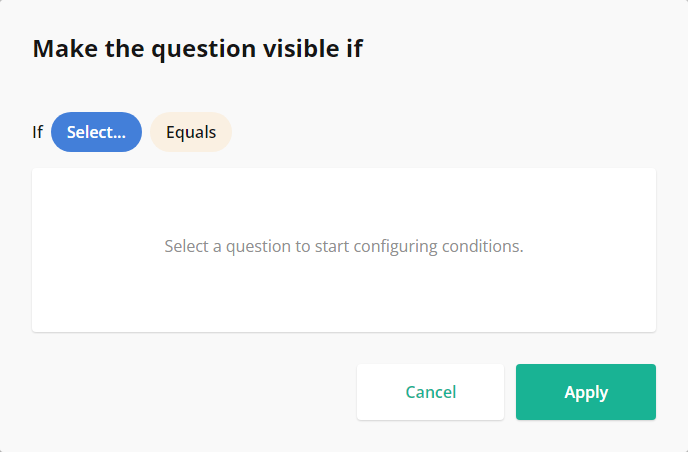 Make the question visible if
If Select... Equals
Select a question to start configuring conditions.
Cancel Apply